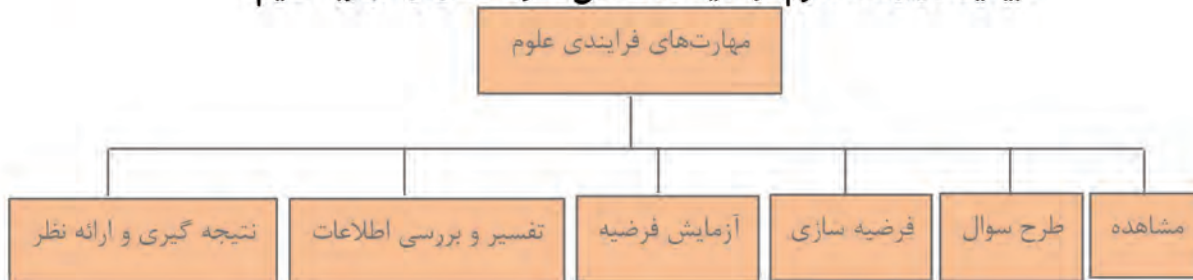 مهارت‌های فرایندی علوم
مشاهده
طرح سوال
فرضیه سازی
آزمایش فرضیه
تفسیر و بررسی اطلاعات
نتیجه گیری و ارائه نظر